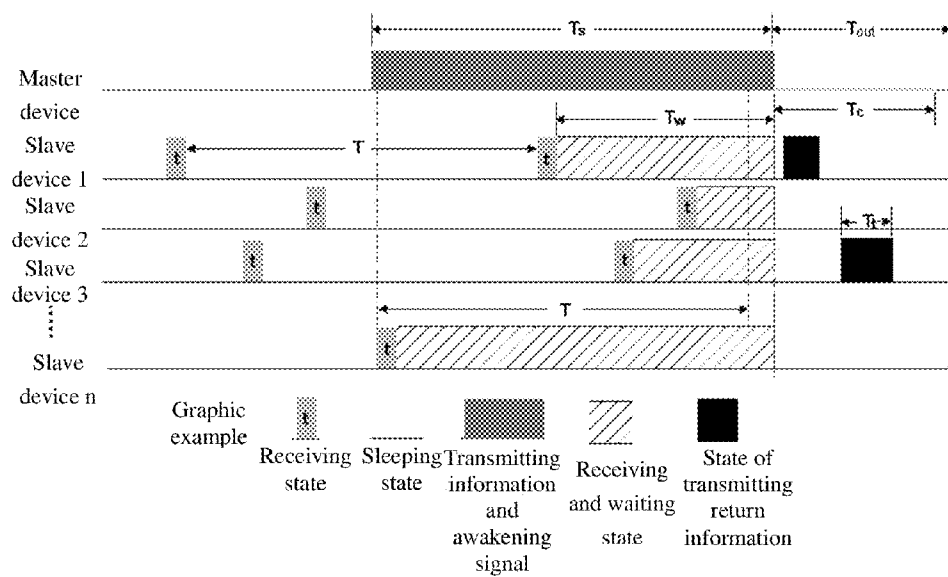 Ts
Tout
Master
device
Tw
Tc
Slave
device 1
t
T
t
Slave
device 2
t
t
Tt
Slave
device 3
t
t
T
Slave
device n
t
Graphic
example
t
Receiving
state
Sleeping
state
Transmitting
information
and
awakening
signal
Receiving
and waiting
state
State of
transmitting
return
information